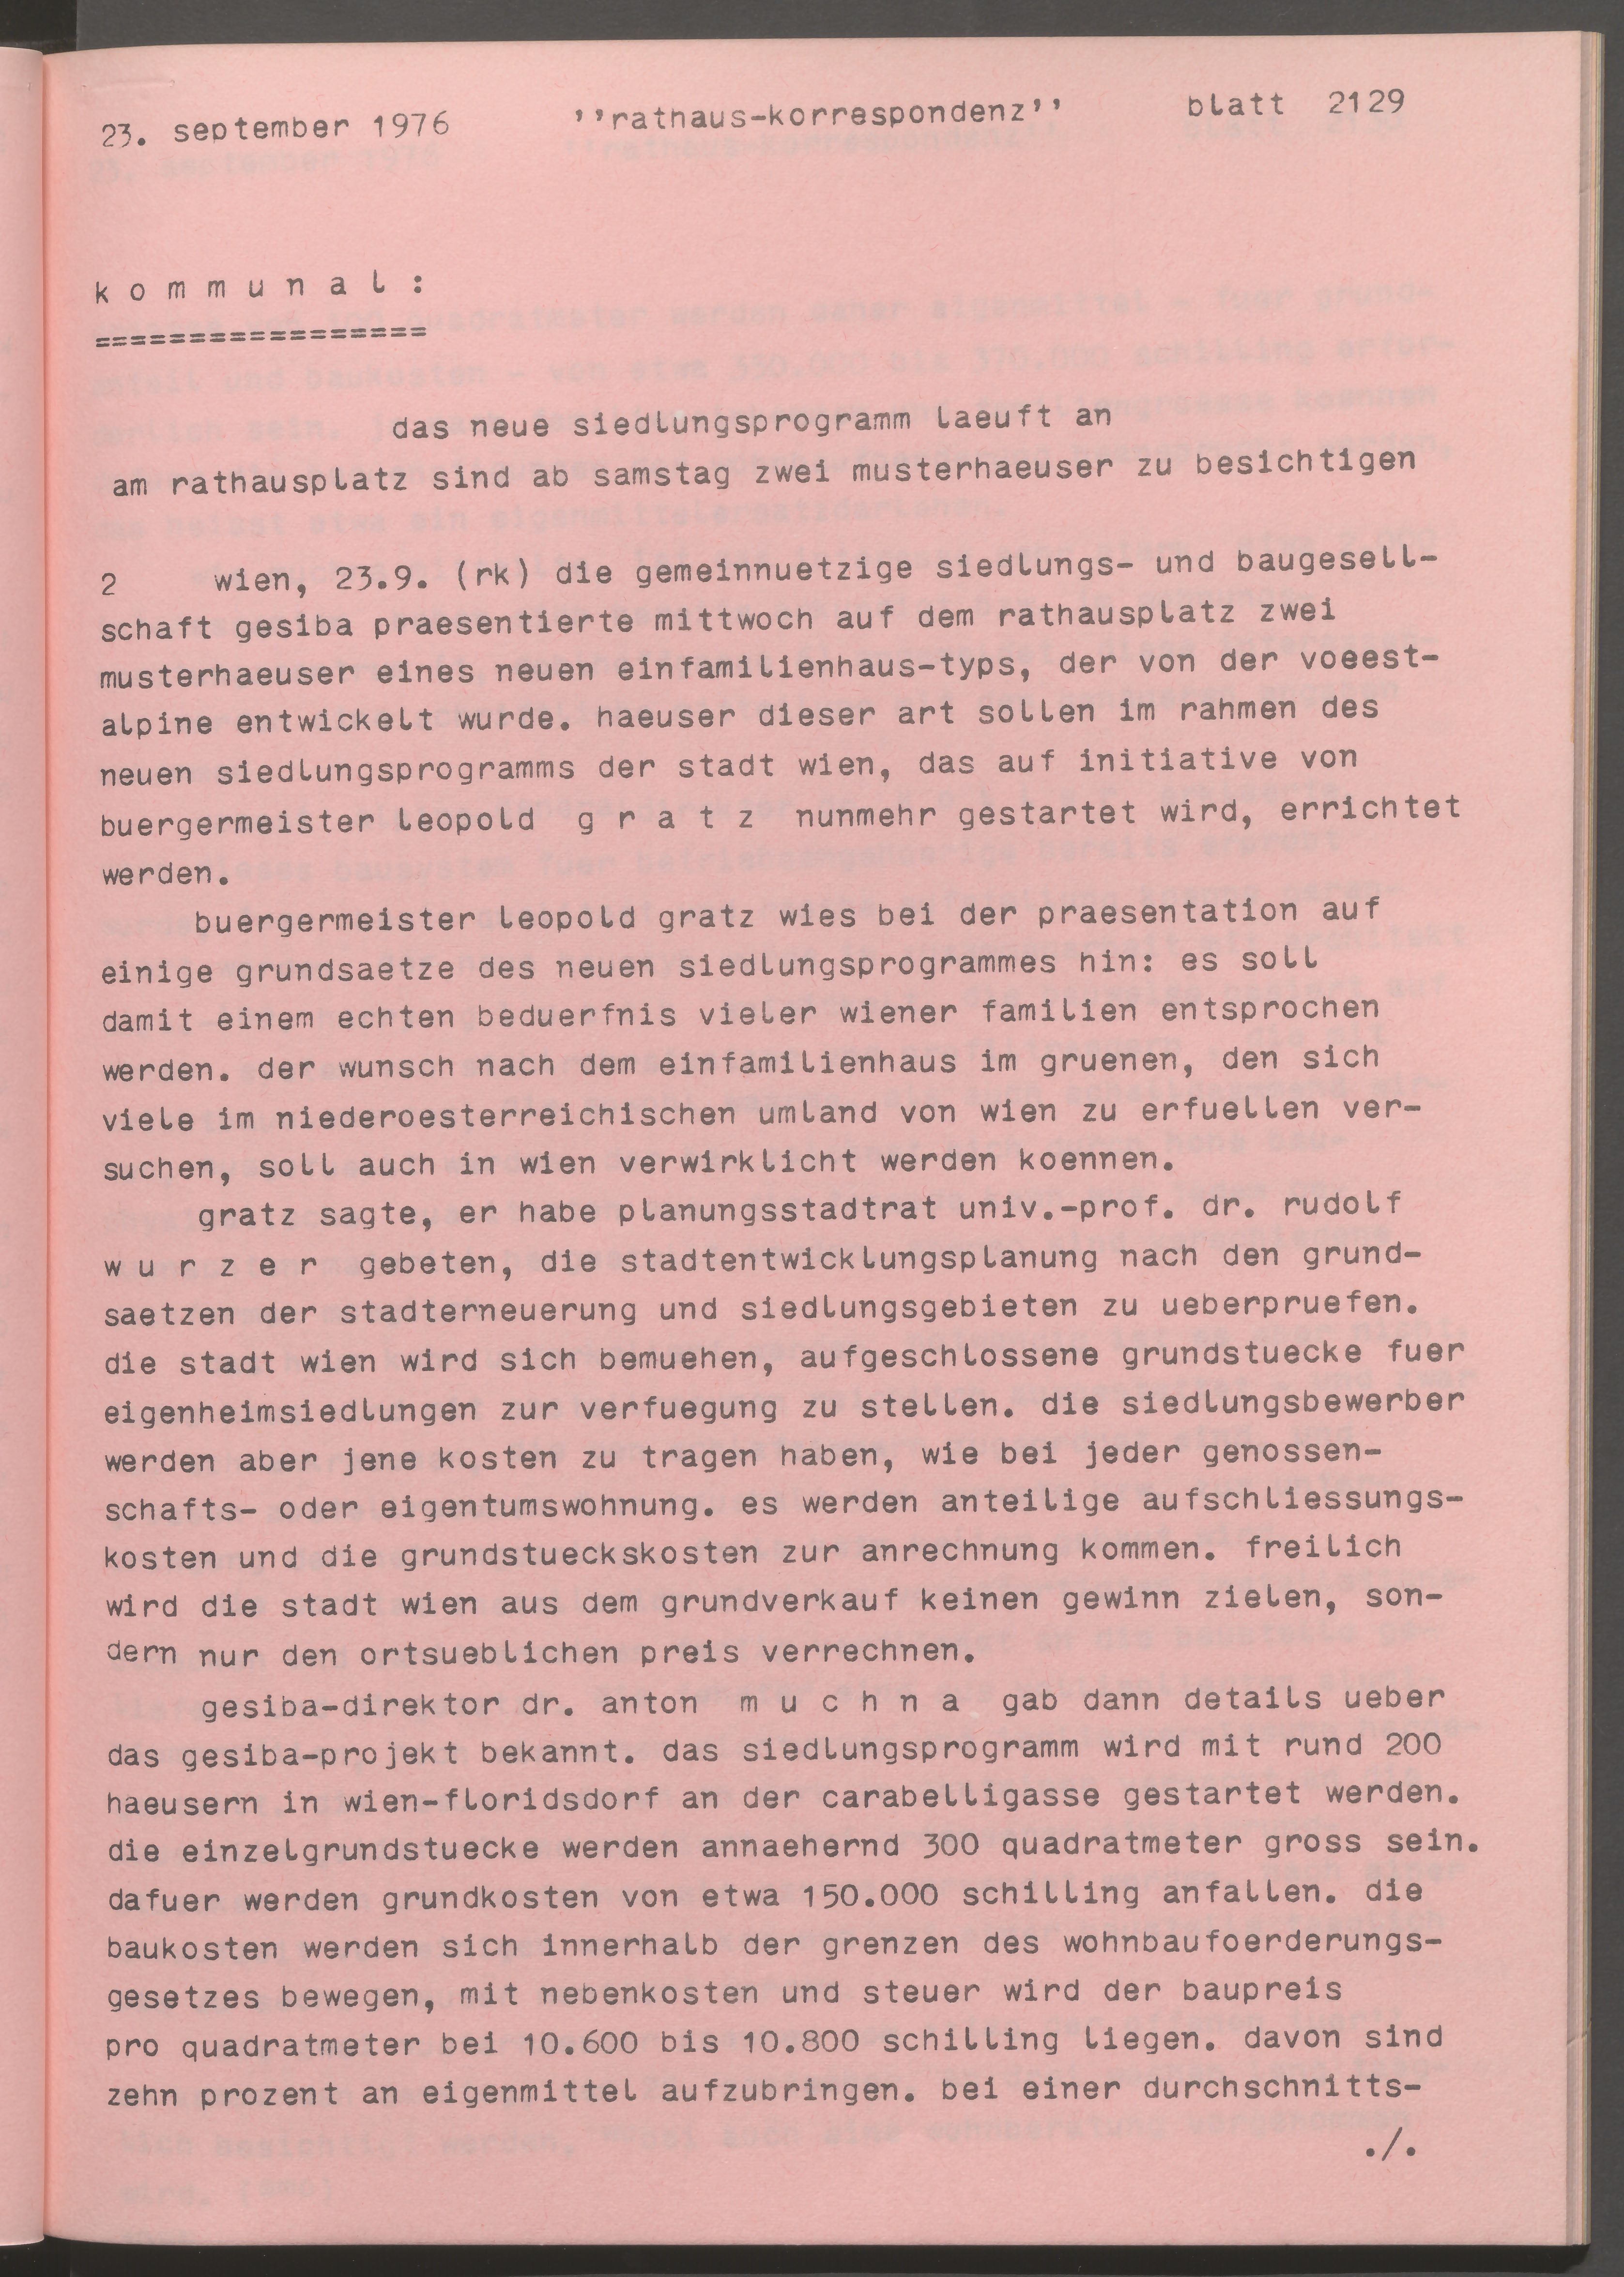 23. september 1976 ''rathaus-korrespondenz'' blatt 2129
k o m m u n a l :
=================
das neue siedlungsprogramm laeuft an
am rathausplatz sind ab samstag zwei musterhaeuser zu besichtigen
2 wien, 23.9. (rk) die gemeinnuetzige siedlungs- und baugesell-
schaft gesiba praesentierte mittwoch auf dem rathausplatz zwei
musterhaeuser eines neuen einfamilienhaus-typs, der von der voeest-
alpine entwickelt wurde. haeuser dieser art sollen im rahmen des
neuen siedlungsprogramms der stadt wien, das auf initiative von
buergermeister leopold g r a t z nunmehr gestartet wird, errichtet
werden.
buergermeister leopold gratz wies bei der praesentation auf
einige grundsaetze des neuen siedlungsprogrammes hin: es soll
damit einem echten beduerfnis vieler wiener familien entsprochen
werden. der wunsch nach dem einfamilienhaus im gruenen, den sich
viele im niederoesterreichischen umland von wien zu erfuellen ver-
suchen, soll auch in wien verwirklicht werden koennen.
gratz sagte, er habe planungsstadtrat univ.-prof. dr. rudolf
w u r z e r gebeten, die stadtentwicklungsplanung nach den grund-
saetzen der stadterneuerung und siedlungsgebieten zu ueberpruefen.
die stadt wien wird sich bemuehen, aufgeschlossene grundstuecke fuer
eigenheimsiedlungen zur verfuegung zu stellen. die siedlungsbewerber
werden aber jene kosten zu tragen haben, wie bei jeder genossen-
schafts- oder eigentumswohnung. es werden anteilige aufschliessungs-
kosten und die grundstueckskosten zur anrechnung kommen. freilich
wird die stadt wien aus dem grundverkauf keinen gewinn zielen, son-
dern nur den ortsueblichen preis verrechnen.
gesiba-direktor dr. anton m u c h n a gab dann details ueber
das gesiba-projekt bekannt. das siedlungsprogramm wird mit rund 200
haeusern in wien-floridsdorf an der carabelligasse gestartet werden.
die einzelgrundstuecke werden annaehernd 300 quadratmeter gross sein.
dafuer werden grundkosten von etwa 150.000 schilling anfallen. die
baukosten werden sich innerhalb der grenzen des wohnbaufoerderungs-
gesetzes bewegen, mit nebenkosten und steuer wird der baupreis
pro quadratmeter bei 10.600 bis 10.800 schilling liegen. davon sind
zehn prozent an eigenmittel aufzubringen. bei einer durchschnitts-
./.